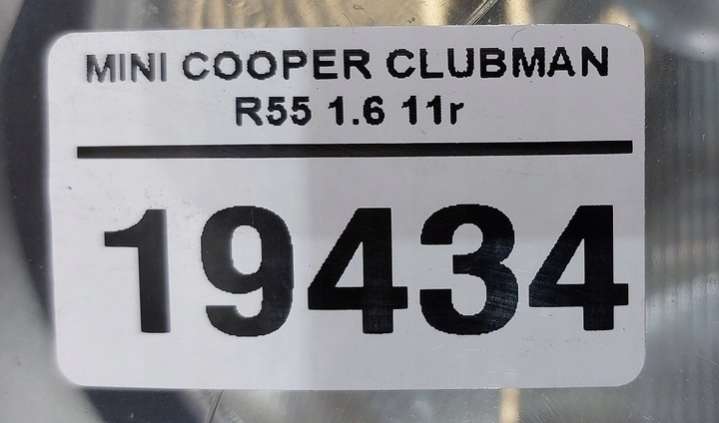 MINI COOPER CLUBMAN
R55 1.6 11r
19434